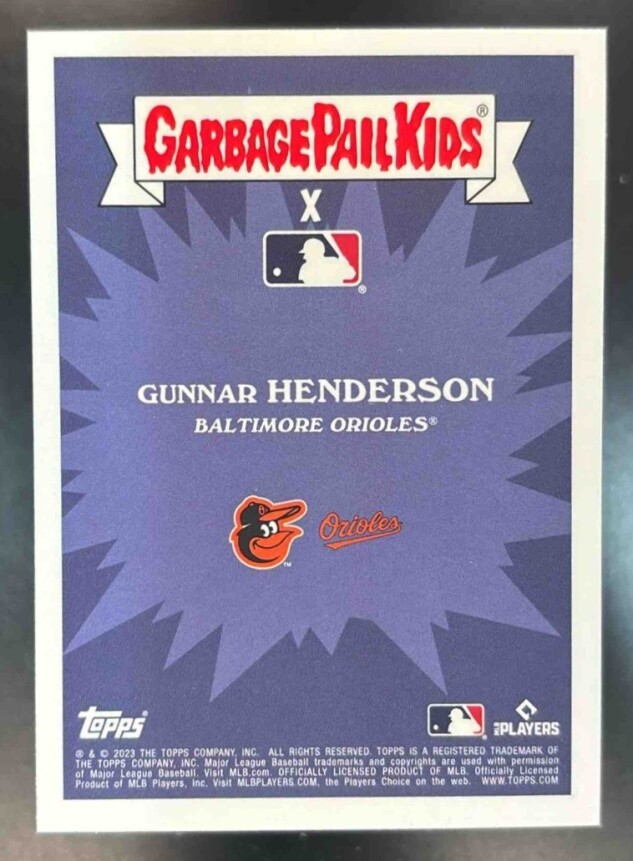 GARBAGE PAIL KIDS®
X
®
GUNNAR HENDERSON
BALTIMORE ORIOLES®
Orioles
TM
Topps® MLB PLAYERS
® & © 2023 THE TOPPS COMPANY, INC. ALL RIGHTS RESERVED. TOPPS IS A REGISTERED TRADEMARK OF
THE TOPPS COMPANY, INC. Major League Baseball trademarks and copyrights are used with permission
of Major League Baseball. Visit MLB.com. OFFICIALLY LICENSED PRODUCT OF MLB. Officially Licensed
Product of MLB Players, Inc. Visit MLBPLAYERS.COM, the Players Choice on the web. WWW.TOPPS.COM